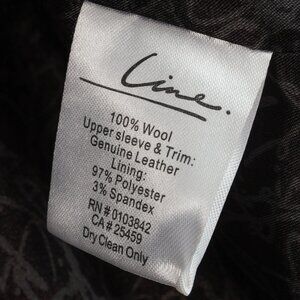 Line.
100% Wool
Upper sleeve & Trim:
Genuine Leather
Lining:
97% Polyester
3% Spandex
RN # 0103842
CA # 25459
Dry Clean Only